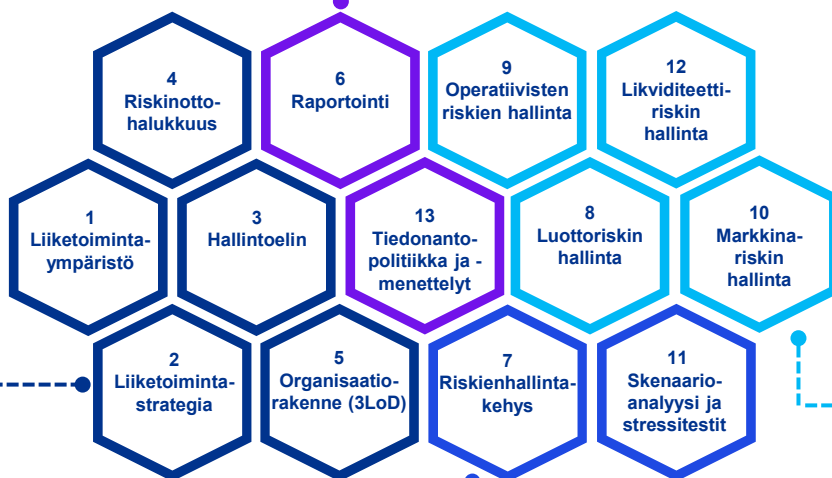 4
Riskinotto-
halukkuus
6
Raportointi
9
Operatiivisten
riskien hallinta
12
Likviditeetti-
riskin
hallinta
1
Liiketoiminta-
ympäristö
3
Hallintoelin
13
Tiedonanto-
politiikka ja -
menettelyt
8
Luottoriskin
hallinta
10
Markkina-
riskin
hallinta
2
Liiketoiminta-
strategia
5
Organisaatio-
rakenne (3LoD)
7
Riskienhallinta-
kehys
11
Skenaario-
analyysi ja
stressitestit